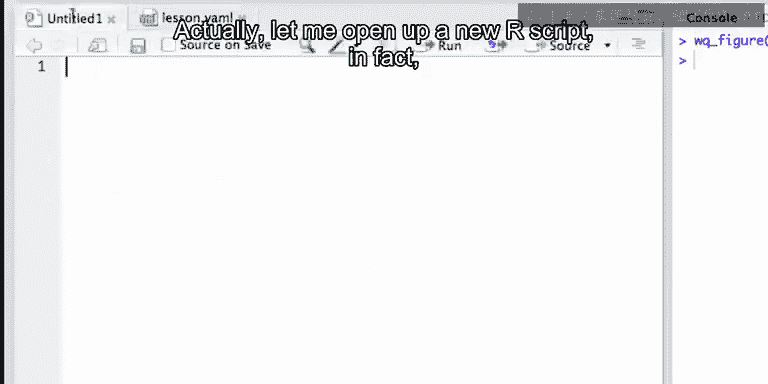 Untitled1
lesson.yaml
Console
Actually, let me open up a new R script,
in fact,
Source on Save
Run
Source
> wq_figure(
>
1